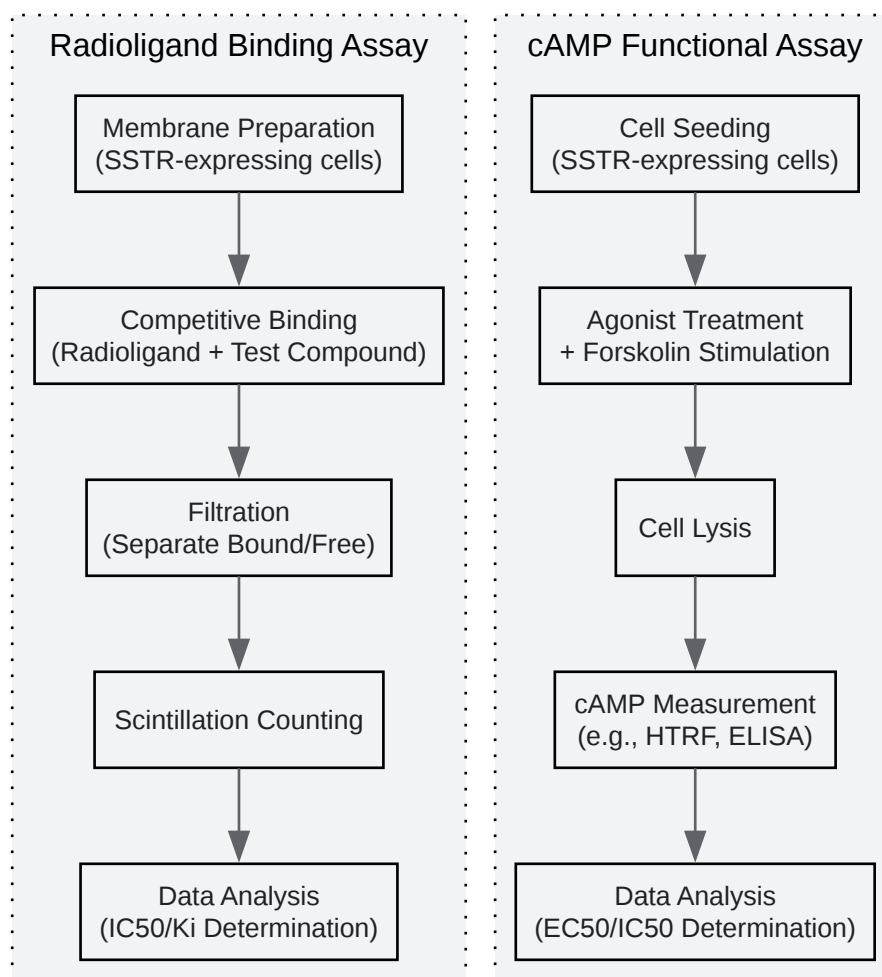 Radioligand Binding Assay
Membrane Preparation
(SSTR-expressing cells)
Competitive Binding
(Radioligand + Test Compound)
Filtration
(Separate Bound/Free)
Scintillation Counting
Data Analysis
(IC50/Ki Determination)
cAMP Functional Assay
Cell Seeding
(SSTR-expressing cells)
Agonist Treatment
+ Forskolin Stimulation
Cell Lysis
cAMP Measurement
(e.g., HTRF, ELISA)
Data Analysis
(EC50/IC50 Determination)